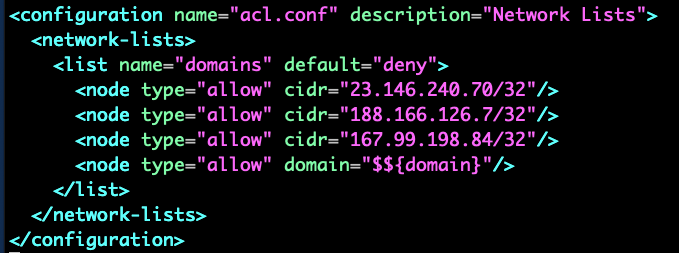 <configuration name="acl.conf" description="Network Lists">
  <network-lists>
    <list name="domains" default="deny">
      <node type="allow" cidr="23.146.240.70/32"/>
      <node type="allow" cidr="188.166.126.7/32"/>
      <node type="allow" cidr="167.99.198.84/32"/>
      <node type="allow" domain="$${domain}"/>
    </list>
  </network-lists>
</configuration>